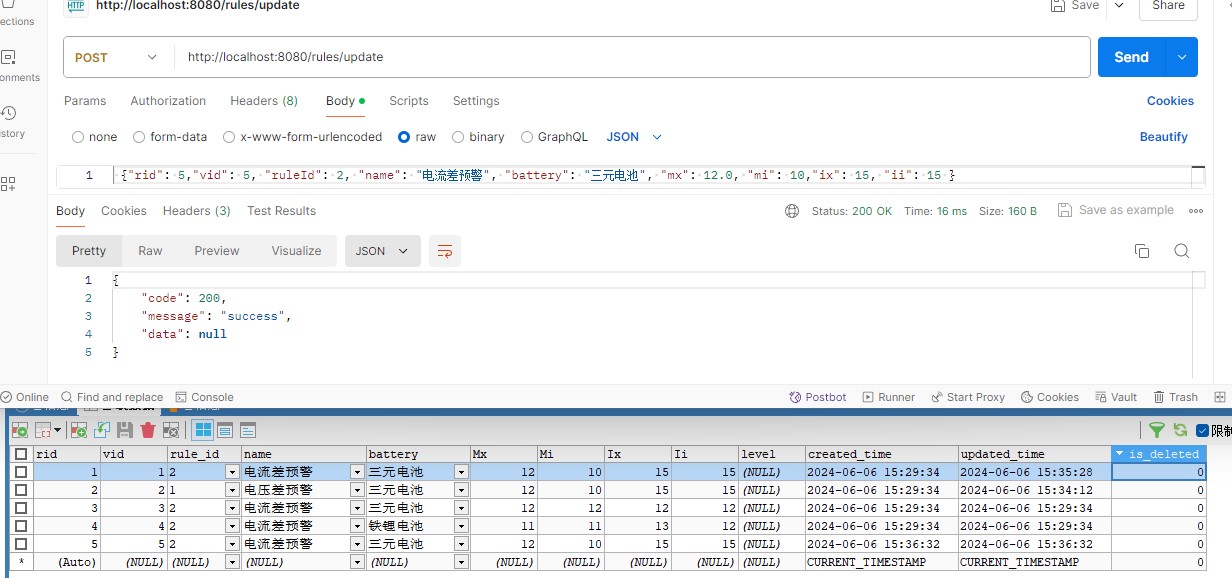 ections
HTTP http://localhost:8080/rules/update Save Share
onments
POST http://localhost:8080/rules/update Send
Params Authorization Headers (8) Body Scripts Settings Cookies
istory
none form-data x-www-form-urlencoded raw binary GraphQL JSON Beautify
1 {"rid": 5,"vid": 5, "ruleId": 2, "name": "电流差预警", "battery": "三元电池", "mx": 12.0, "mi": 10,"ix": 15, "ii": 15 }
Body Cookies Headers (3) Test Results Status: 200 OK Time: 16 ms Size: 160 B Save as example
Pretty Raw Preview Visualize JSON
1 {
2 "code": 200,
3 "message": "success",
4 "data": null
5 }
Online Find and replace Console Postbot Runner Start Proxy Cookies Vault Trash
限制
rid vid rule_id name battery Mx Mi Ix Ii level created_time updated_time is_deleted
1 1 2 电流差预警 三元电池 12 10 15 15 (NULL) 2024-06-06 15:29:34 2024-06-06 15:35:28 0
2 2 1 电压差预警 三元电池 12 10 15 15 (NULL) 2024-06-06 15:29:34 2024-06-06 15:34:12 0
3 3 2 电流差预警 三元电池 12 12 12 12 (NULL) 2024-06-06 15:29:34 2024-06-06 15:29:34 0
4 4 2 电流差预警 铁锂电池 11 11 13 12 (NULL) 2024-06-06 15:29:34 2024-06-06 15:29:34 0
5 5 2 电流差预警 三元电池 12 10 15 15 (NULL) 2024-06-06 15:36:32 2024-06-06 15:36:32 0
* (Auto) (NULL) (NULL) (NULL) (NULL) (NULL) (NULL) (NULL) (NULL) (NULL) CURRENT_TIMESTAMP CURRENT_TIMESTAMP 0